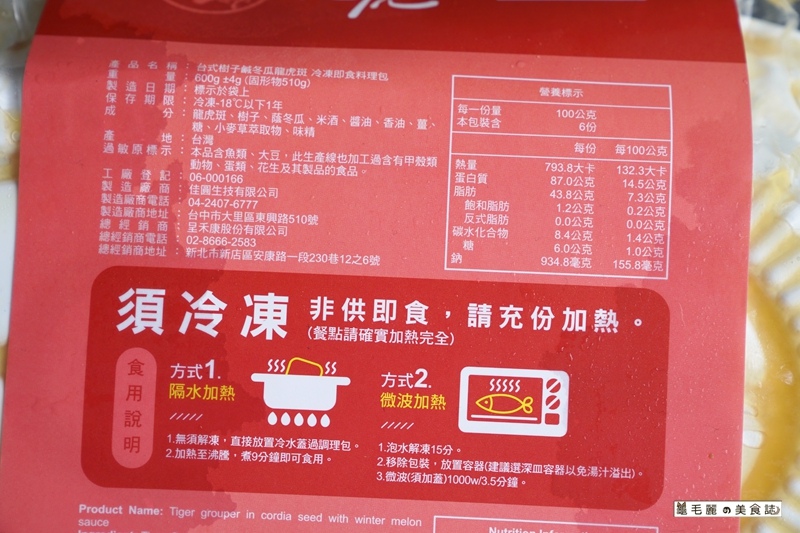 產品名稱：台式樹子鹹冬瓜龍虎斑 冷凍即食料理包
重量：600g ±4g (固形物510g)
製造日期：標示於袋上
保存期限：冷凍-18℃以下1年
成分：龍虎斑、樹子、蔭冬瓜、米酒、醬油、香油、薑、
糖、小麥草萃取物、味精
產地：台灣
過敏原標示：本品含魚類、大豆，此生產線也加工過含有甲殼類
動物、蛋類、花生及其製品的食品。
工廠登記：06-000166
製造廠商：佳圓生技有限公司
製造廠商電話：04-2407-6777
製造廠商地址：台中市大里區東興路510號
總經銷商：呈禾康股份有限公司
總經銷商電話：02-8666-2583
總經銷商地址：新北市新店區安康路一段230巷12之6號
營養標示
每一份量 100公克
本包裝含 6份
每份 每100公克
熱量 793.8大卡 132.3大卡
蛋白質 87.0公克 14.5公克
脂肪 43.8公克 7.3公克
飽和脂肪 1.2公克 0.2公克
反式脂肪 0.0公克 0.0公克
碳水化合物 8.4公克 1.4公克
糖 6.0公克 1.0公克
鈉 934.8毫克 155.8毫克
須冷凍 非供即食，請充份加熱。
(餐點請確實加熱完全)
食用說明
方式1.
隔水加熱
1.無須解凍，直接放置冷水蓋過調理包。
2.加熱至沸騰，煮9分鐘即可食用。
方式2.
微波加熱
1.泡水解凍15分。
2.移除包裝，放置容器(建議選深皿容器以免湯汁溢出)。
3.微波(須加蓋)1000w/3.5分鐘。
Product Name: Tiger grouper in cordia seed with winter melon
sauce
毛麗の美食誌